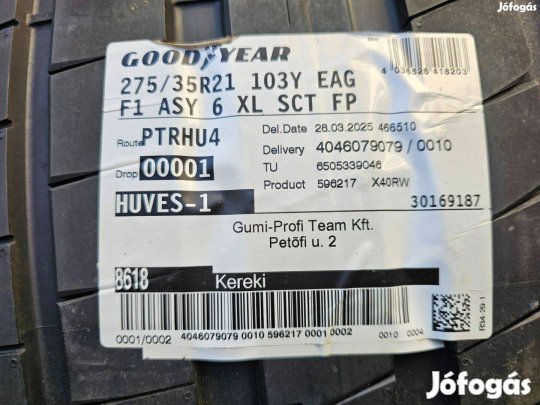 Jófogás
GOODYEAR
4 038526 418203
275/35R21 103Y EAG
F1 ASY 6 XL SCT FP
Route PTRHU4
Del.Date 28.03.2025 466510
Delivery 4046079079 / 0010
Drop 00001
TU 6505339046
Product 596217 X40RW
HUVES-1
30169187
Gumi-Profi Team Kft.
Petőfi u. 2
8618 Kereki
0001/0002
4046079079 0010 596217 0001 0002
0010 0004
Jófogás